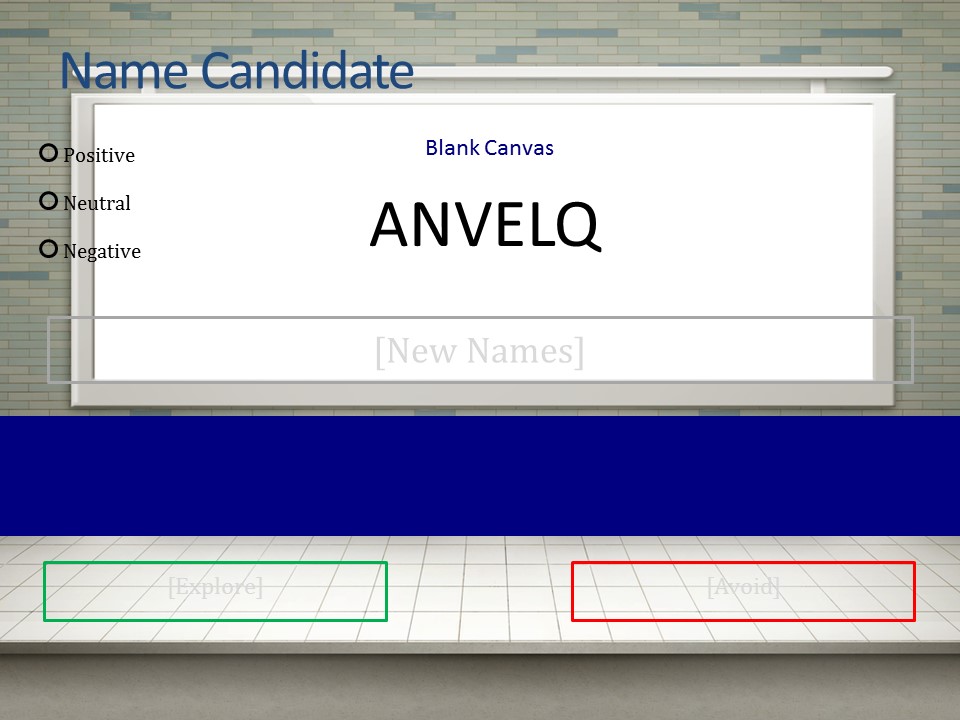 Name Candidate
Blank Canvas
Positive
Neutral
Negative
ANVELQ
[New Names]
[Explore]
[Avoid]